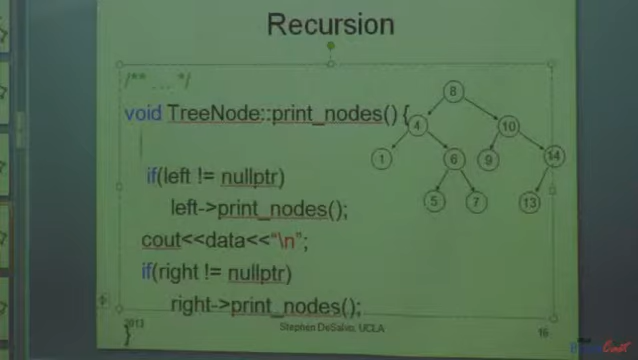 Recursion
/** ... */
void TreeNode::print_nodes() {
if(left != nullptr)
left->print_nodes();
cout<<data<<"\n";
if(right != nullptr)
right->print_nodes();
}
8
4
10
1
6
9
14
5
7
13
2013
Stephen DeSalvo, UCLA
16